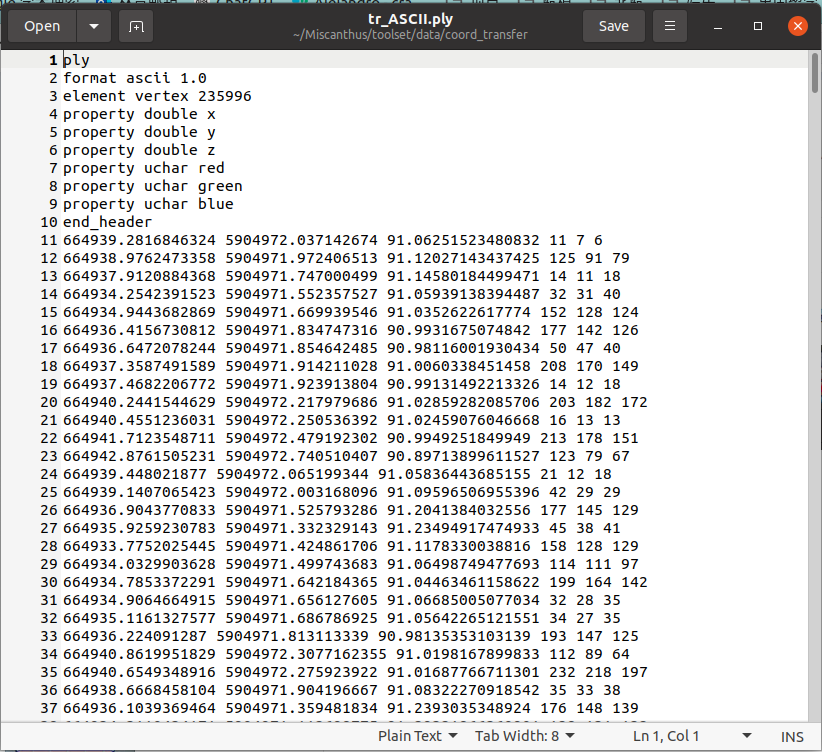 Open
tr_ASCII.ply
~/Miscanthus/toolset/data/coord_transfer
Save
1 ply
2 format ascii 1.0
3 element vertex 235996
4 property double x
5 property double y
6 property double z
7 property uchar red
8 property uchar green
9 property uchar blue
10 end_header
11 664939.2816846324 5904972.037142674 91.06251523480832 11 7 6
12 664938.9762473358 5904971.972406513 91.12027143437425 125 91 79
13 664937.9120884368 5904971.747000499 91.14580184499471 14 11 18
14 664934.2542391523 5904971.552357527 91.05939138394487 32 31 40
15 664934.9443682869 5904971.669939546 91.0352622617774 152 128 124
16 664936.4156730812 5904971.834747316 90.9931675074842 177 142 126
17 664936.6472078244 5904971.854642485 90.98116001930434 50 47 40
18 664937.3587491589 5904971.914211028 91.0060338451458 208 170 149
19 664937.4682206772 5904971.923913804 90.99131492213326 14 12 18
20 664940.2441544629 5904972.217979686 91.02859282085706 203 182 172
21 664940.4551236031 5904972.250536392 91.02459076046668 16 13 13
22 664941.7123548711 5904972.479192302 90.9949251849949 213 178 151
23 664942.8761505231 5904972.740510407 90.89713899611527 123 79 67
24 664939.448021877 5904972.065199344 91.05836443685155 21 12 18
25 664939.1407065423 5904972.003168096 91.09596506955396 42 29 29
26 664936.9043770833 5904971.525793286 91.2041384032556 177 145 129
27 664935.9259230783 5904971.332329143 91.23494917474933 45 38 41
28 664933.7752025445 5904971.424861706 91.1178330038816 158 128 129
29 664934.0329903628 5904971.499743683 91.06498749477693 114 111 97
30 664934.7853372291 5904971.642184365 91.04463461158622 199 164 142
31 664934.9064664915 5904971.656127605 91.06685005077034 32 28 35
32 664935.1161327577 5904971.686786925 91.05642265121551 34 27 35
33 664936.224091287 5904971.813113339 90.98135353103139 193 147 125
34 664940.8619951829 5904972.3077162355 91.0198167899833 112 89 64
35 664940.6549348916 5904972.275923922 91.01687766711301 232 218 197
36 664938.6668458104 5904971.904196667 91.08322270918542 35 33 38
37 664936.1039369464 5904971.359481834 91.2393035348924 176 148 139
Plain Text Tab Width: 8 Ln 1, Col 1 INS